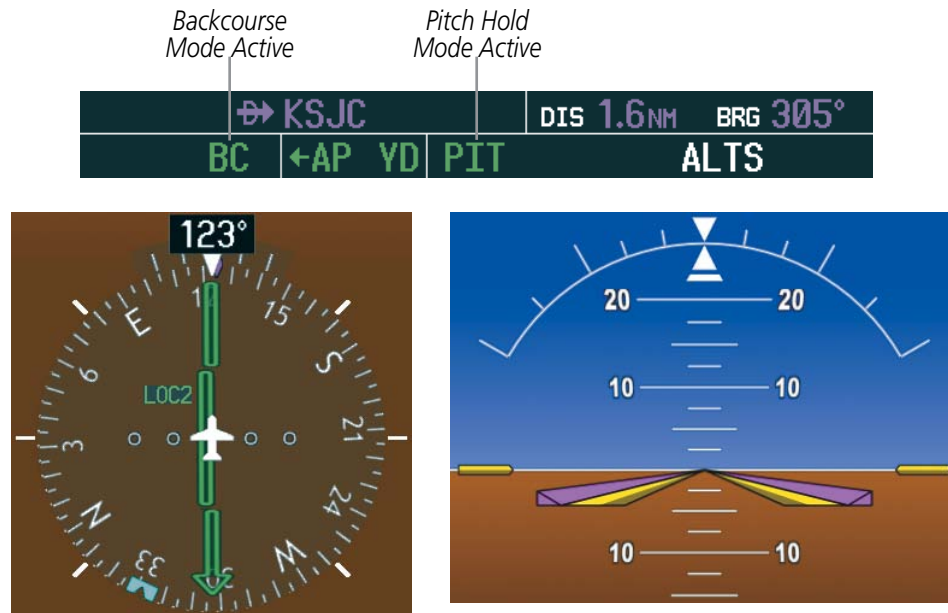 Backcourse
Mode Active
Pitch Hold
Mode Active
KSJC DIS 1.6NM BRG 305°
BC ←AP YD PIT ALTS
123°
15
E
S
6
LOC2
3
21
N
24
33
W
20 20
10 10
10 10